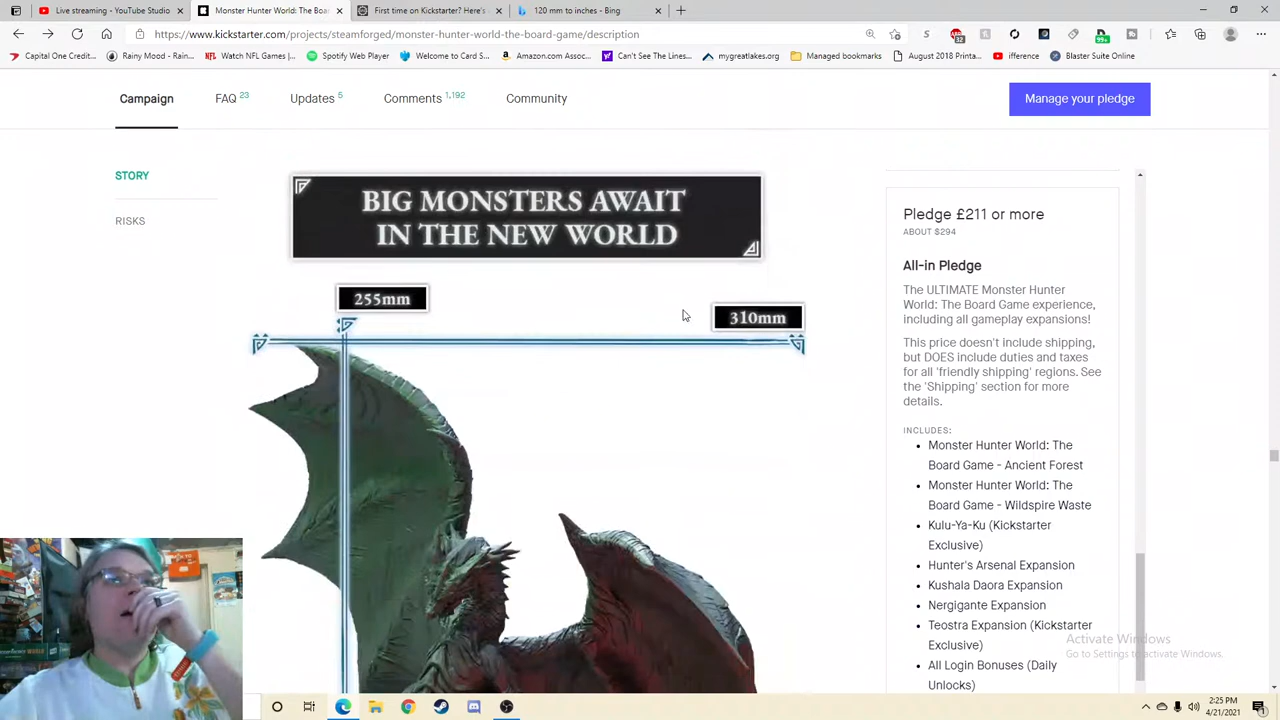 Live streaming - YouTube Studio
Monster Hunter World: The Boa
First time on Kickstarter? Here's
120 mm to inches - Bing
https://www.kickstarter.com/projects/steamforged/monster-hunter-world-the-board-game/description
Capital One Credit...
Rainy Mood - Rain...
Watch NFL Games |...
Spotify Web Player
Welcome to Card S...
Amazon.com Assoc...
Can't See The Lines...
mygreatlakes.org
Managed bookmarks
August 2018 Printa...
ifference
Blaster Suite Online
Campaign
FAQ 23
Updates 5
Comments 1,192
Community
Manage your pledge
STORY
RISKS
BIG MONSTERS AWAIT
IN THE NEW WORLD
255mm
310mm
Pledge £211 or more
ABOUT $294
All-in Pledge
The ULTIMATE Monster Hunter
World: The Board Game experience,
including all gameplay expansions!
This price doesn't include shipping,
but DOES include duties and taxes
for all 'friendly shipping' regions. See
the 'Shipping' section for more
details.
INCLUDES:
Monster Hunter World: The
Board Game - Ancient Forest
Monster Hunter World: The
Board Game - Wildspire Waste
Kulu-Ya-Ku (Kickstarter
Exclusive)
Hunter's Arsenal Expansion
Kushala Daora Expansion
Nergigante Expansion
Teostra Expansion (Kickstarter
Exclusive)
All Login Bonuses (Daily
Unlocks)
Activate Windows
Go to Settings to activate Windows.
2:25 PM
4/21/2021